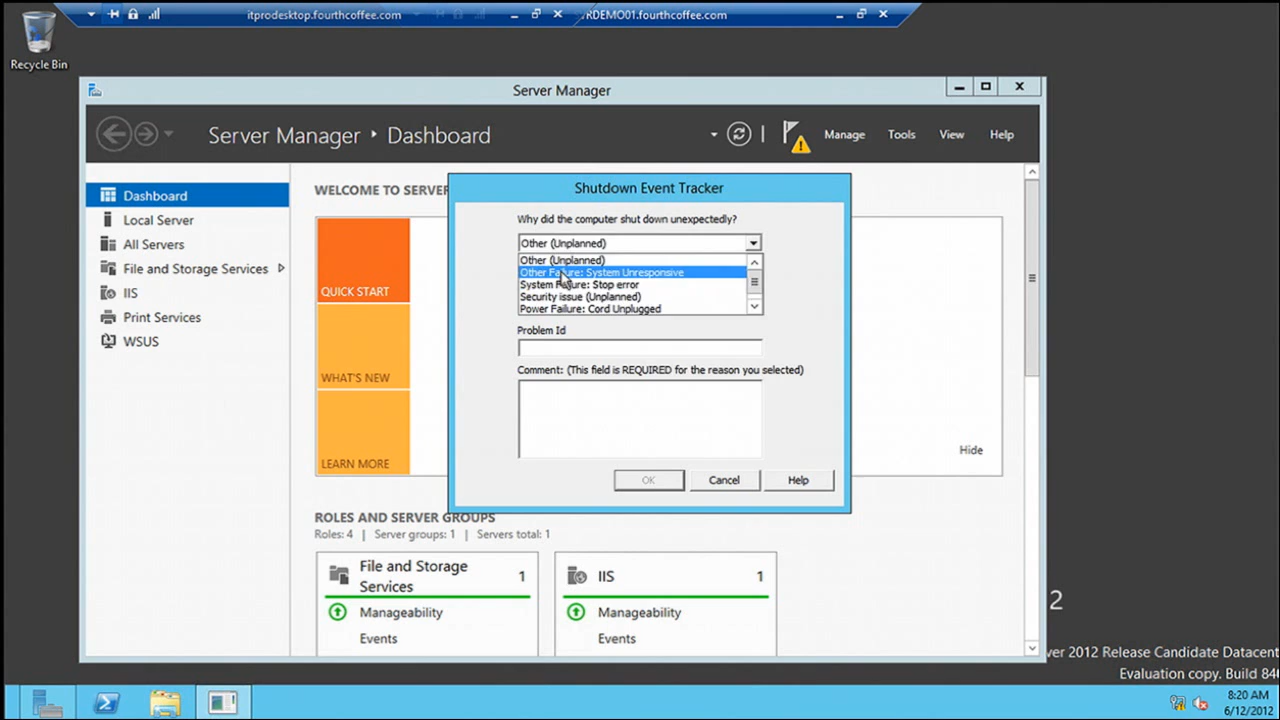 itprodesktop.fourthcoffee.com
RDEMO01.fourthcoffee.com
Recycle Bin
Server Manager
Server Manager ‣ Dashboard
Manage
Tools
View
Help
Dashboard
Local Server
All Servers
File and Storage Services
IIS
Print Services
WSUS
WELCOME TO SERVER
QUICK START
WHAT'S NEW
LEARN MORE
Hide
Shutdown Event Tracker
Why did the computer shut down unexpectedly?
Other (Unplanned)
Other (Unplanned)
Other Failure: System Unresponsive
System Failure: Stop error
Security issue (Unplanned)
Power Failure: Cord Unplugged
Problem Id
Comment: (This field is REQUIRED for the reason you selected)
OK
Cancel
Help
ROLES AND SERVER GROUPS
Roles: 4 | Server groups: 1 | Servers total: 1
File and Storage
Services
1
Manageability
Events
IIS
1
Manageability
Events
2
ver 2012 Release Candidate Datacent
Evaluation copy. Build 84
8:20 AM
6/12/2012